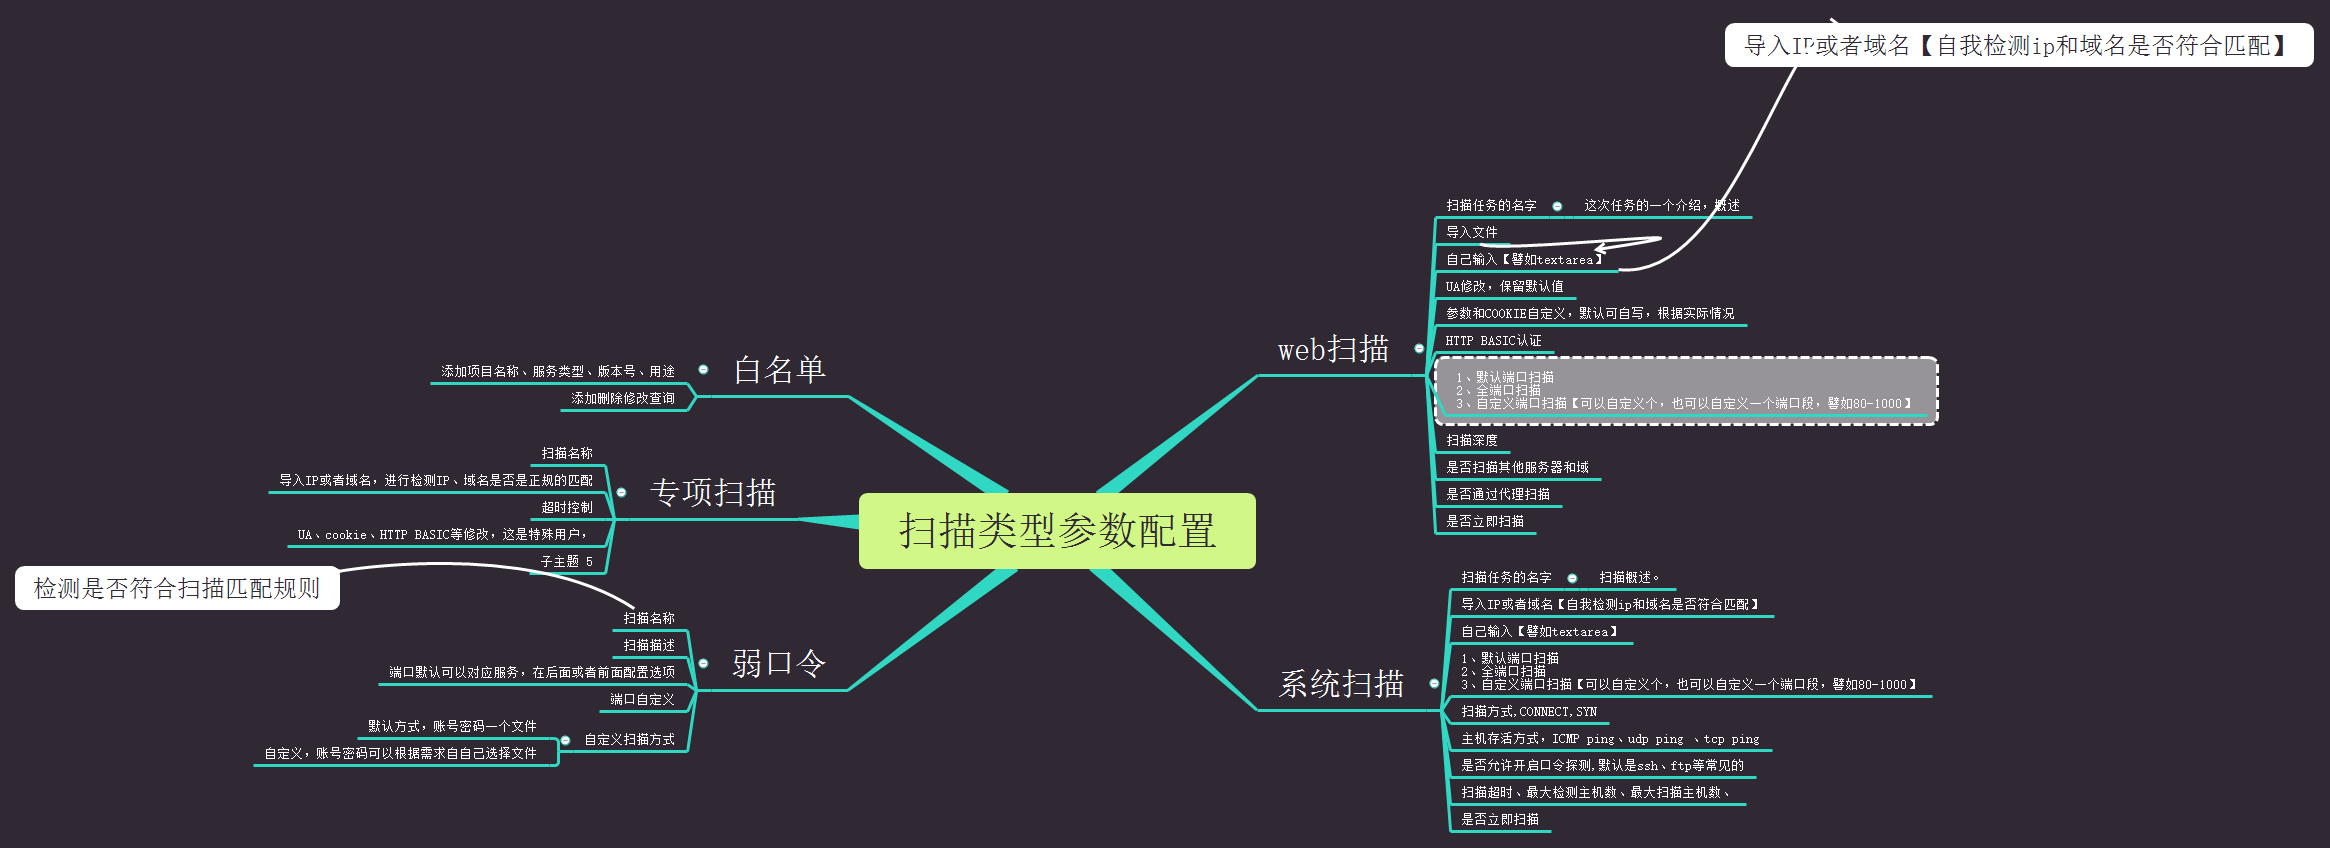 导入IP或者域名【自我检测ip和域名是否符合匹配】
扫描类型参数配置
web扫描
扫描任务的名字
这次任务的一个介绍，概述
导入文件
自己输入【譬如textarea】
UA修改，保留默认值
参数和COOKIE自定义，默认可自写，根据实际情况
HTTP BASIC认证
1、默认端口扫描
2、全端口扫描
3、自定义端口扫描【可以自定义个，也可以自定义一个端口段，譬如80-1000】
扫描深度
是否扫描其他服务器和域
是否通过代理扫描
是否立即扫描
系统扫描
扫描任务的名字
扫描概述。
导入IP或者域名【自我检测ip和域名是否符合匹配】
自己输入【譬如textarea】
1、默认端口扫描
2、全端口扫描
3、自定义端口扫描【可以自定义个，也可以自定义一个端口段，譬如80-1000】
扫描方式,CONNECT,SYN
主机存活方式，ICMP ping、udp ping 、tcp ping
是否允许开启口令探测,默认是ssh、ftp等常见的
扫描超时、最大检测主机数、最大扫描主机数、
是否立即扫描
白名单
添加项目名称、服务类型、版本号、用途
添加删除修改查询
专项扫描
扫描名称
导入IP或者域名，进行检测IP、域名是否是正规的匹配
超时控制
UA、cookie、HTTP BASIC等修改，这是特殊用户，
子主题 5
检测是否符合扫描匹配规则
弱口令
扫描名称
扫描描述
端口默认可以对应服务，在后面或者前面配置选项
端口自定义
自定义扫描方式
默认方式，账号密码一个文件
自定义，账号密码可以根据需求自自己选择文件